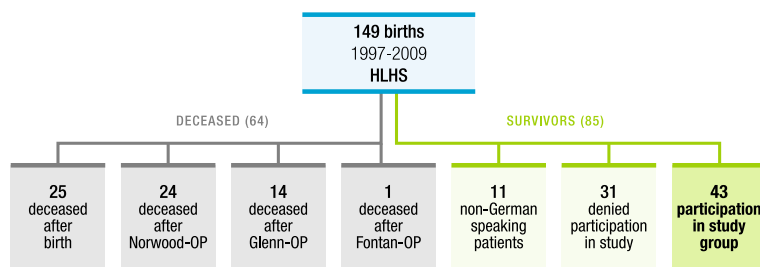 149 births
1997-2009
HLHS
DECEASED (64)
SURVIVORS (85)
25
deceased
after
birth
24
deceased
after
Norwood-OP
14
deceased
after
Glenn-OP
1
deceased
after
Fontan-OP
11
non-German
speaking
patients
31
denied
participation
in study
43
participation
in study
group